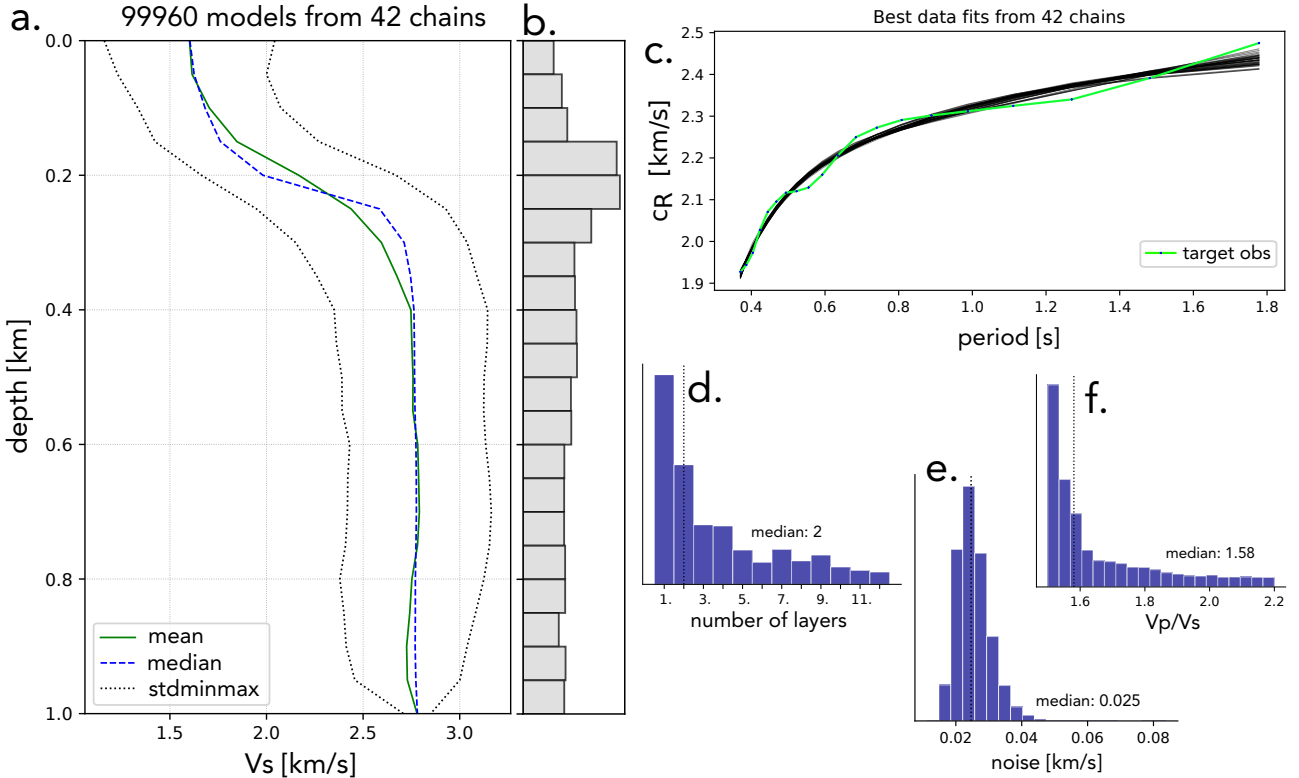 a.
99960 models from 42 chains
0.0
0.2
0.4
0.6
0.8
1.0
depth [km]
mean
median
stdminmax
1.5
2.0
2.5
3.0
Vs [km/s]
b.
c.
Best data fits from 42 chains
2.5
2.4
2.3
2.2
2.1
2.0
1.9
cR [km/s]
target obs
0.4
0.6
0.8
1.0
1.2
1.4
1.6
1.8
period [s]
d.
median: 2
1.
3.
5.
7.
9.
11.
number of layers
e.
median: 0.025
0.02
0.04
0.06
0.08
noise [km/s]
f.
median: 1.58
1.6
1.8
2.0
2.2
Vp/Vs